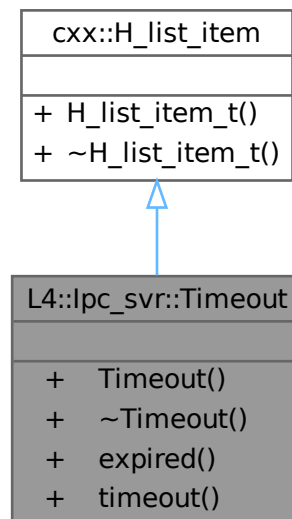 cxx::H_list_item
+ H_list_item_t()
+ ~H_list_item_t()
L4::Ipc_svr::Timeout
+ Timeout()
+ ~Timeout()
+ expired()
+ timeout()